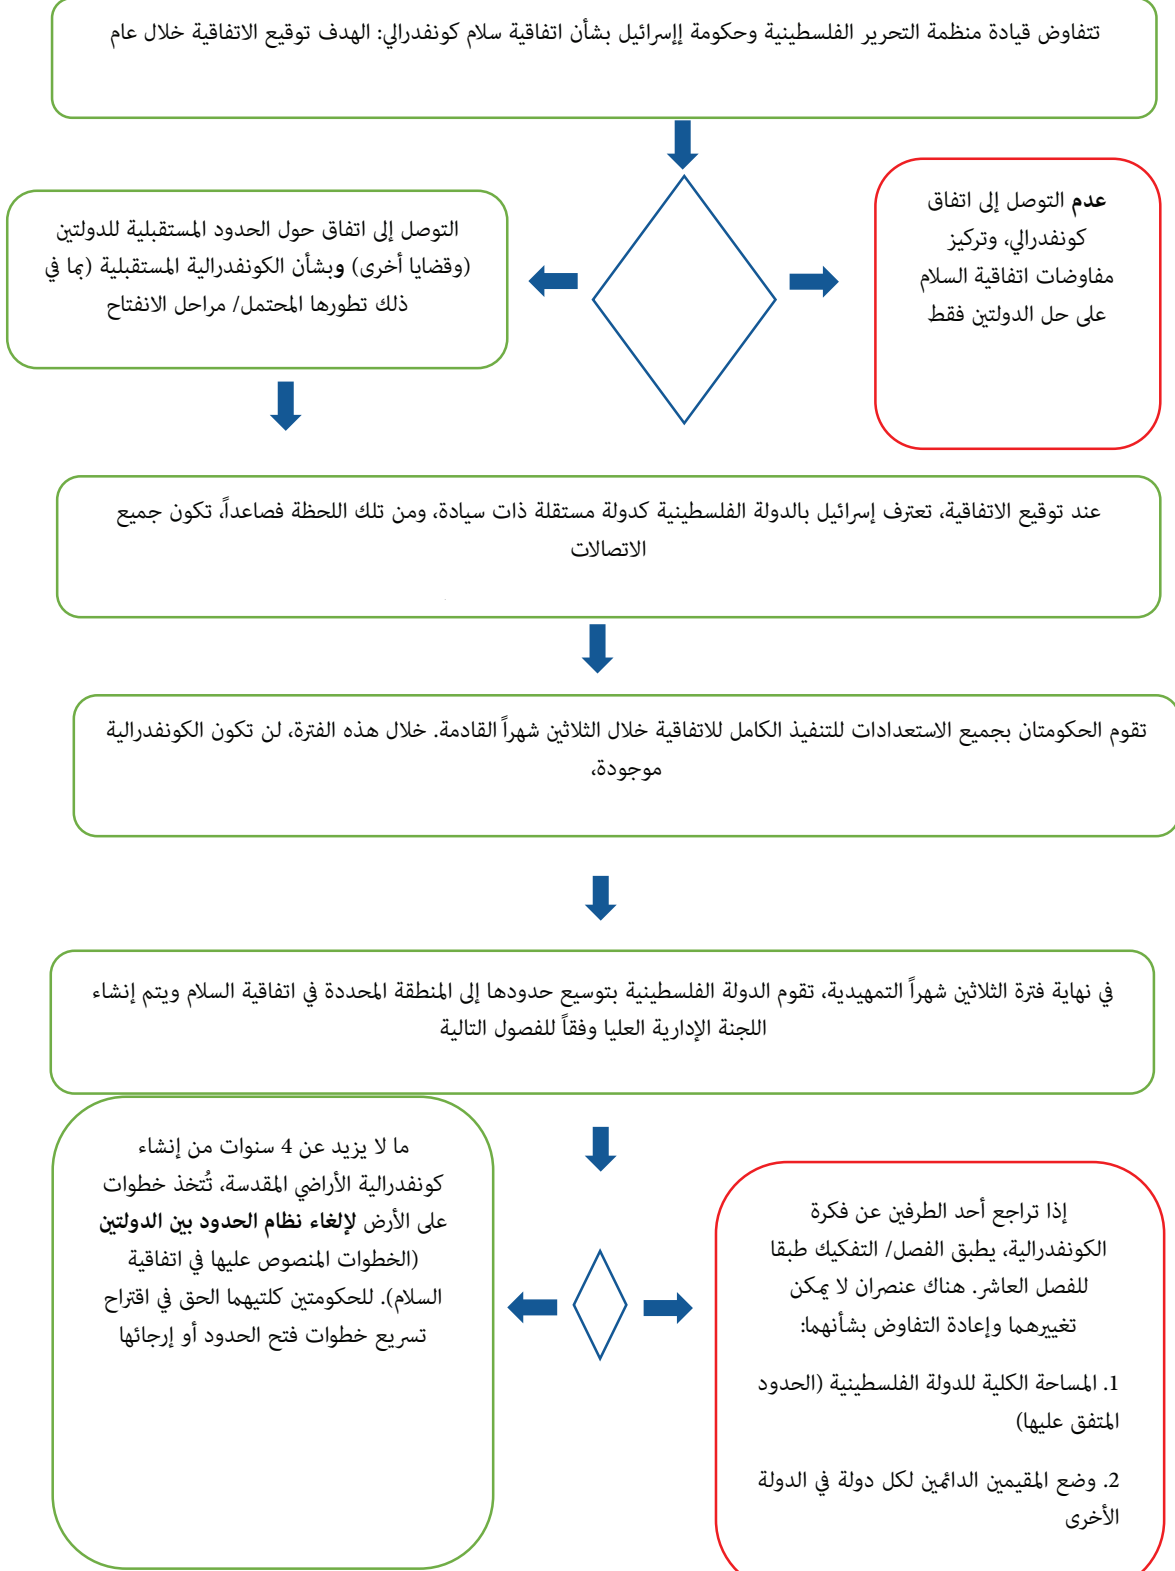 تتفاوض قيادة منظمة التحرير الفلسطينية وحكومة إإسرائيل بشأن اتفاقية سلام كونفدرالي: الهدف توقيع الاتفاقية خلال عام
عدم التوصل إلى اتفاق
كونفدرالي، وتركيز
مفاوضات اتفاقية السلام
على حل الدولتين فقط
التوصل إلى اتفاق حول الحدود المستقبلية للدولتين
(وقضايا أخرى) وبشأن الكونفدرالية المستقبلية (بما في
ذلك تطورها المحتمل/ مراحل الانفتاح
عند توقيع الاتفاقية، تعترف إسرائيل بالدولة الفلسطينية كدولة مستقلة ذات سيادة، ومن تلك اللحظة فصاعداً، تكون جميع
الاتصالات
تقوم الحكومتان بجميع الاستعدادات للتنفيذ الكامل للاتفاقية خلال الثلاثين شهراً القادمة. خلال هذه الفترة، لن تكون الكونفدرالية
موجودة،
في نهاية فترة الثلاثين شهراً التمهيدية، تقوم الدولة الفلسطينية بتوسيع حدودها إلى المنطقة المحددة في اتفاقية السلام ويتم إنشاء
اللجنة الإدارية العليا وفقاً للفصول التالية
إذا تراجع أحد الطرفين عن فكرة
الكونفدرالية، يطبق الفصل/ التفكيك طبقا
للفصل العاشر. هناك عنصران لا يمكن
تغييرهما وإعادة التفاوض بشأنهما:
1. المساحة الكلية للدولة الفلسطينية (الحدود
المتفق عليها)
2. وضع المقيمين الدائمين لكل دولة في الدولة
الأخرى
ما لا يزيد عن 4 سنوات من إنشاء
كونفدرالية الأراضي المقدسة، تُتخذ خطوات
على الأرض لإلغاء نظام الحدود بين الدولتين
(الخطوات المنصوص عليها في اتفاقية
السلام). للحكومتين كلتيهما الحق في اقتراح
تسريع خطوات فتح الحدود أو إرجائها